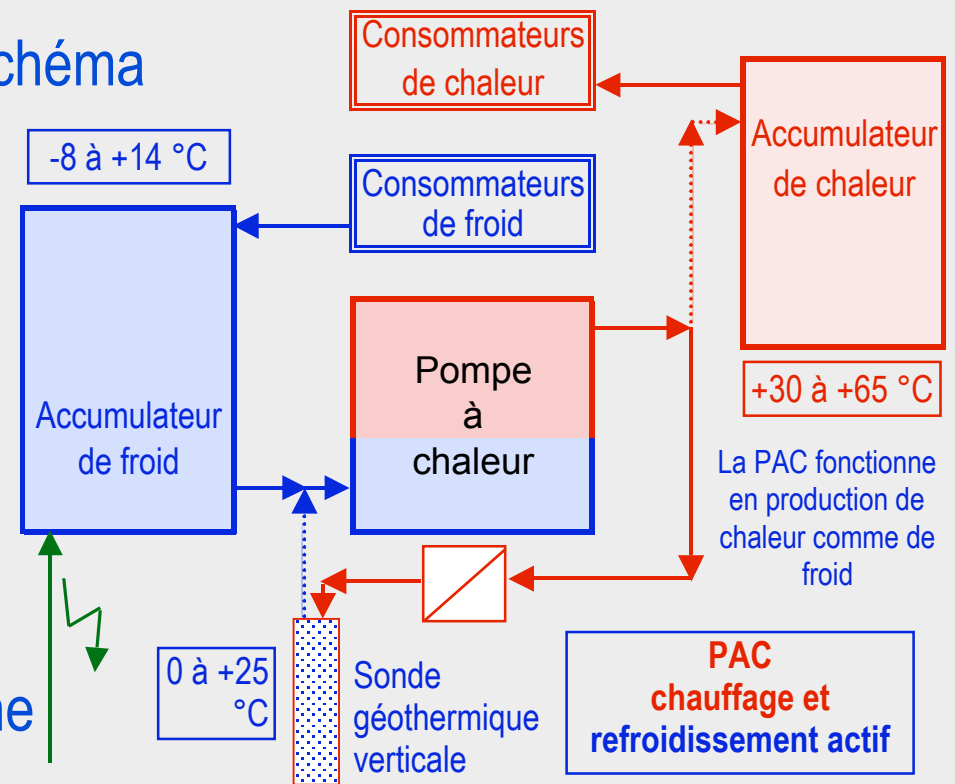 chéma
Consommateurs
de chaleur
Accumulateur
de chaleur
-8 à +14 °C
Consommateurs
de froid
Pompe
à
chaleur
+30 à +65 °C
Accumulateur
de froid
La PAC fonctionne
en production de
chaleur comme de
froid
0 à +25
°C
Sonde
géothermique
verticale
PAC
chauffage et
refroidissement actif
ne